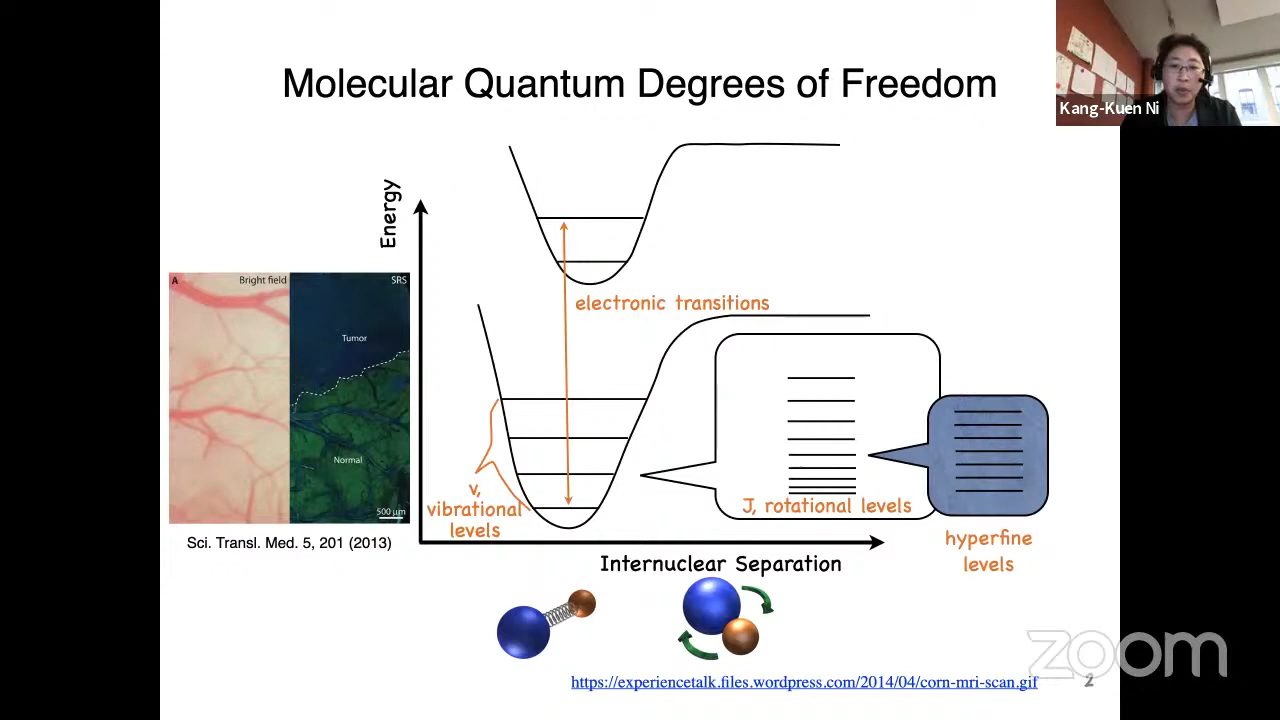 Molecular Quantum Degrees of Freedom
Kang-Kuen Ni
Energy
A
Bright field
SRS
Tumor
Normal
500 µm
Sci. Transl. Med. 5, 201 (2013)
electronic transitions
v,
vibrational
levels
J, rotational levels
hyperfine
levels
Internuclear Separation
https://experiencetalk.files.wordpress.com/2014/04/corn-mri-scan.gif
2
zoom